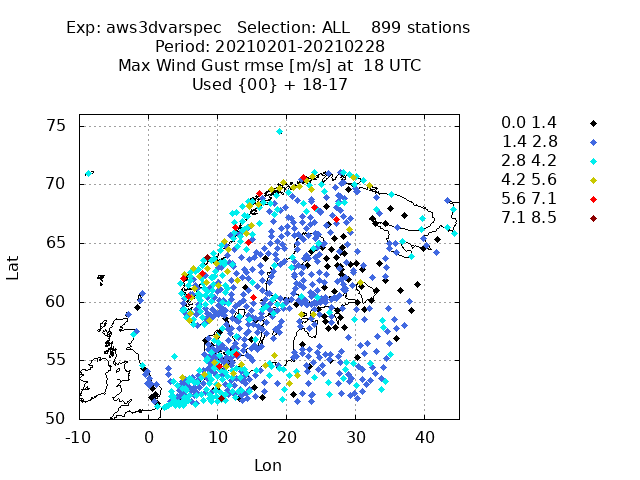 Exp: aws3dvarspec   Selection: ALL    899 stations
Period: 20210201-20210228
Max Wind Gust rmse [m/s] at  18 UTC
Used {00} + 18-17
75
70
65
60
55
50
Lat
-10 0 10 20 30 40
Lon
0.0 1.4
1.4 2.8
2.8 4.2
4.2 5.6
5.6 7.1
7.1 8.5